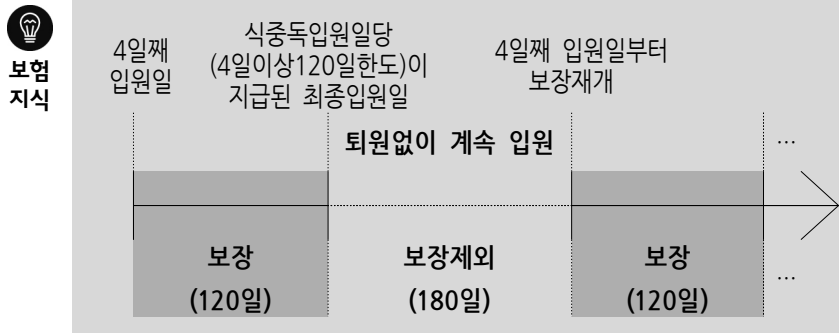 보험
지식
4일째
입원일
식중독입원일당
(4일이상120일한도)이
지급된 최종입원일
4일째 입원일부터
보장재개
퇴원없이 계속 입원
…
보장
(120일)
보장제외
(180일)
보장
(120일)
…